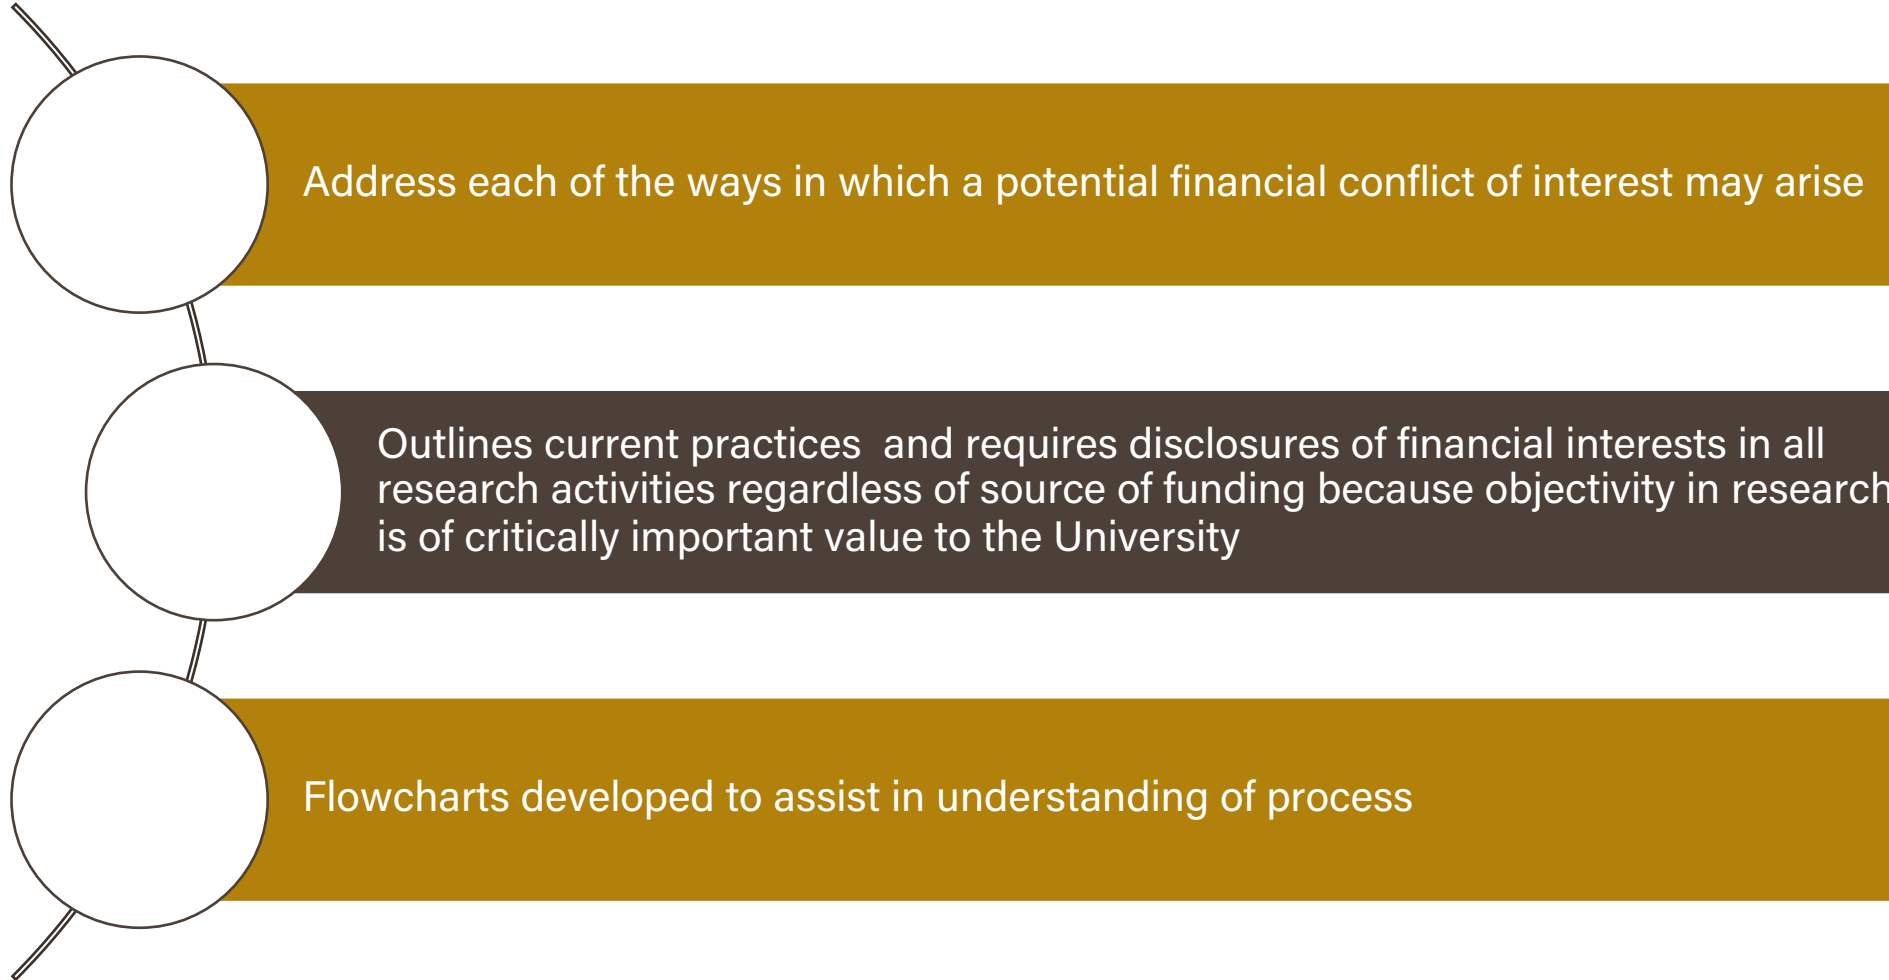 Address each of the ways in which a potential financial conflict of interest may arise
Outlines current practices  and requires disclosures of financial interests in all
research activities regardless of source of funding because objectivity in research
is of critically important value to the University
Flowcharts developed to assist in understanding of process